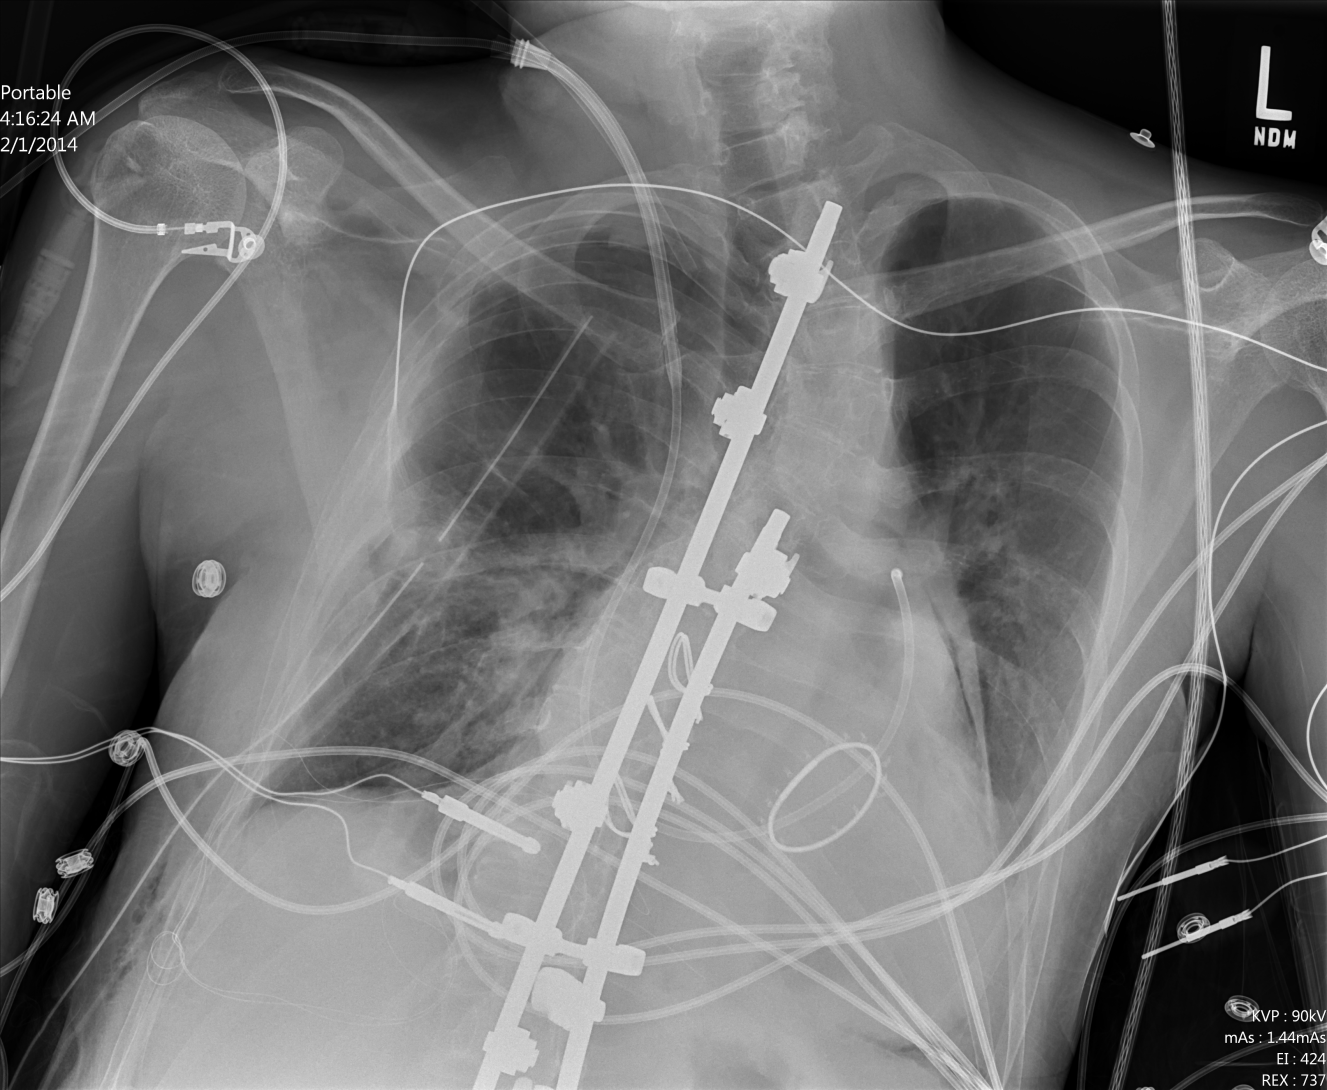 Portable
4:16:24 AM
2/1/2014
L
NDM
KVP : 90kV
mAs : 1.44mAs
EI : 424
REX : 737